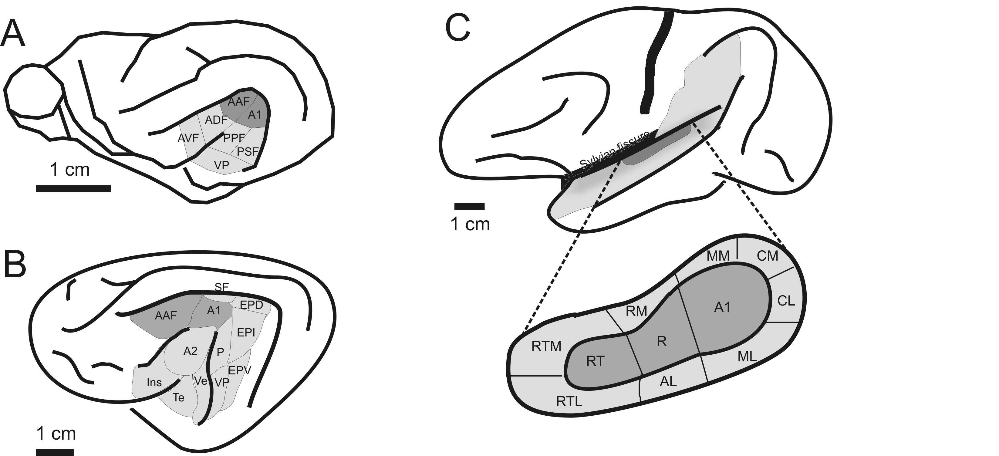 A
AAF
A1
ADF
AVF
PPF
PSF
VP
1 cm
B
SF
EPD
A1
AAF
EPI
A2
P
EPV
Ins
Ve
VP
Te
1 cm
C
Sylvian fissure
1 cm
MM
CM
CL
A1
RM
R
RTM
RT
ML
AL
RTL